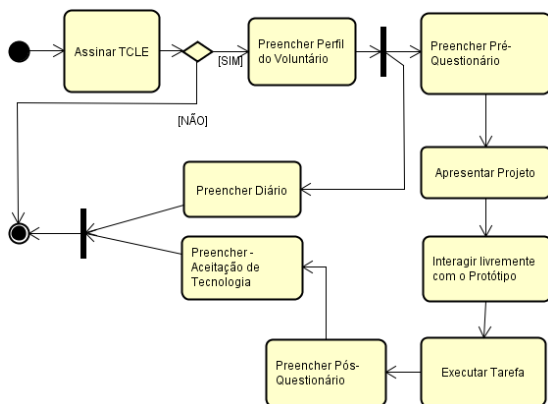 Assinar TCLE
[SIM]
[NÃO]
Preencher Perfil
do Voluntário
Preencher Pré-
Questionário
Apresentar Projeto
Interagir livremente
com o Protótipo
Executar Tarefa
Preencher Pós-
Questionário
Preencher -
Aceitação de
Tecnologia
Preencher Diário